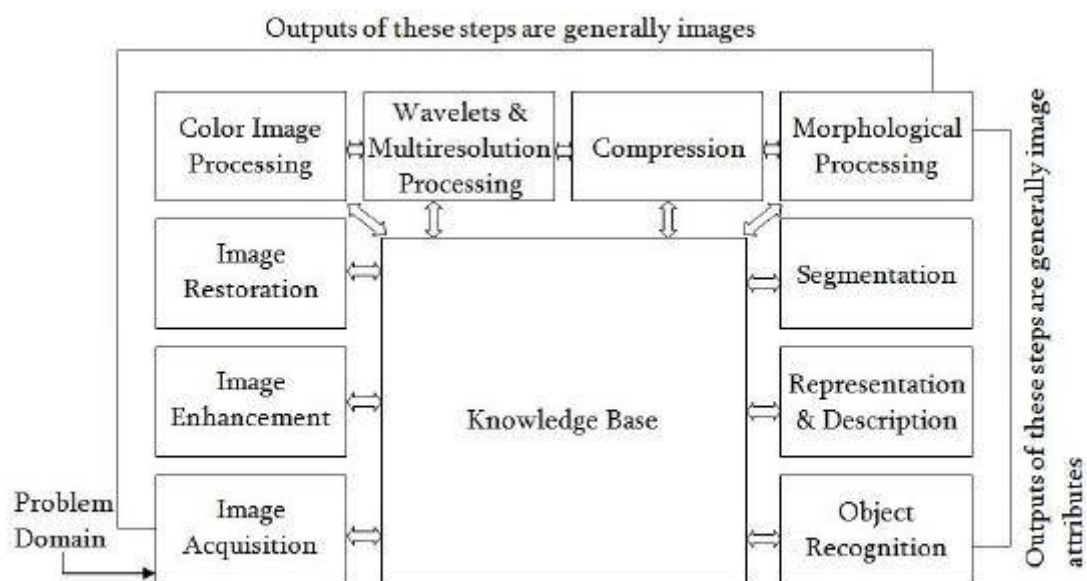 Outputs of these steps are generally images
Color Image
Processing
Wavelets &
Multiresolution
Processing
Compression
Morphological
Processing
Image
Restoration
Segmentation
Image
Enhancement
Knowledge Base
Representation
& Description
Problem
Domain
Image
Acquisition
Object
Recognition
Outputs of these steps are generally image
attributes